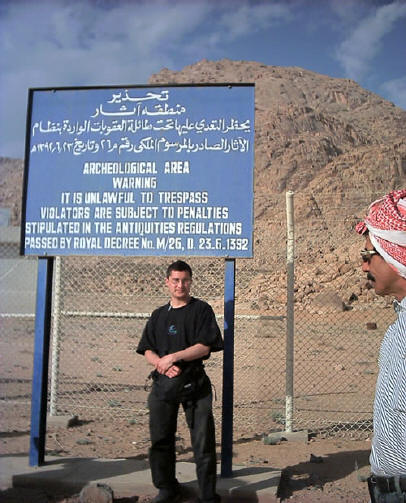 تحذير
منطقة آثار
يحظر التعدي عليها تحت طائلة العقوبات الواردة بنظام
الآثار الصادر بالمرسوم الملكي رقم م/٢٦ وتاريخ ١٣٩٢/٦/٢٣هـ
ARCHEOLOGICAL AREA
WARNING
IT IS UNLAWFUL TO TRESPASS
VIOLATORS ARE SUBJECT TO PENALTIES
STIPULATED IN THE ANTIQUITIES REGULATIONS
PASSED BY ROYAL DECREE No. M/26, D. 23.6.1392